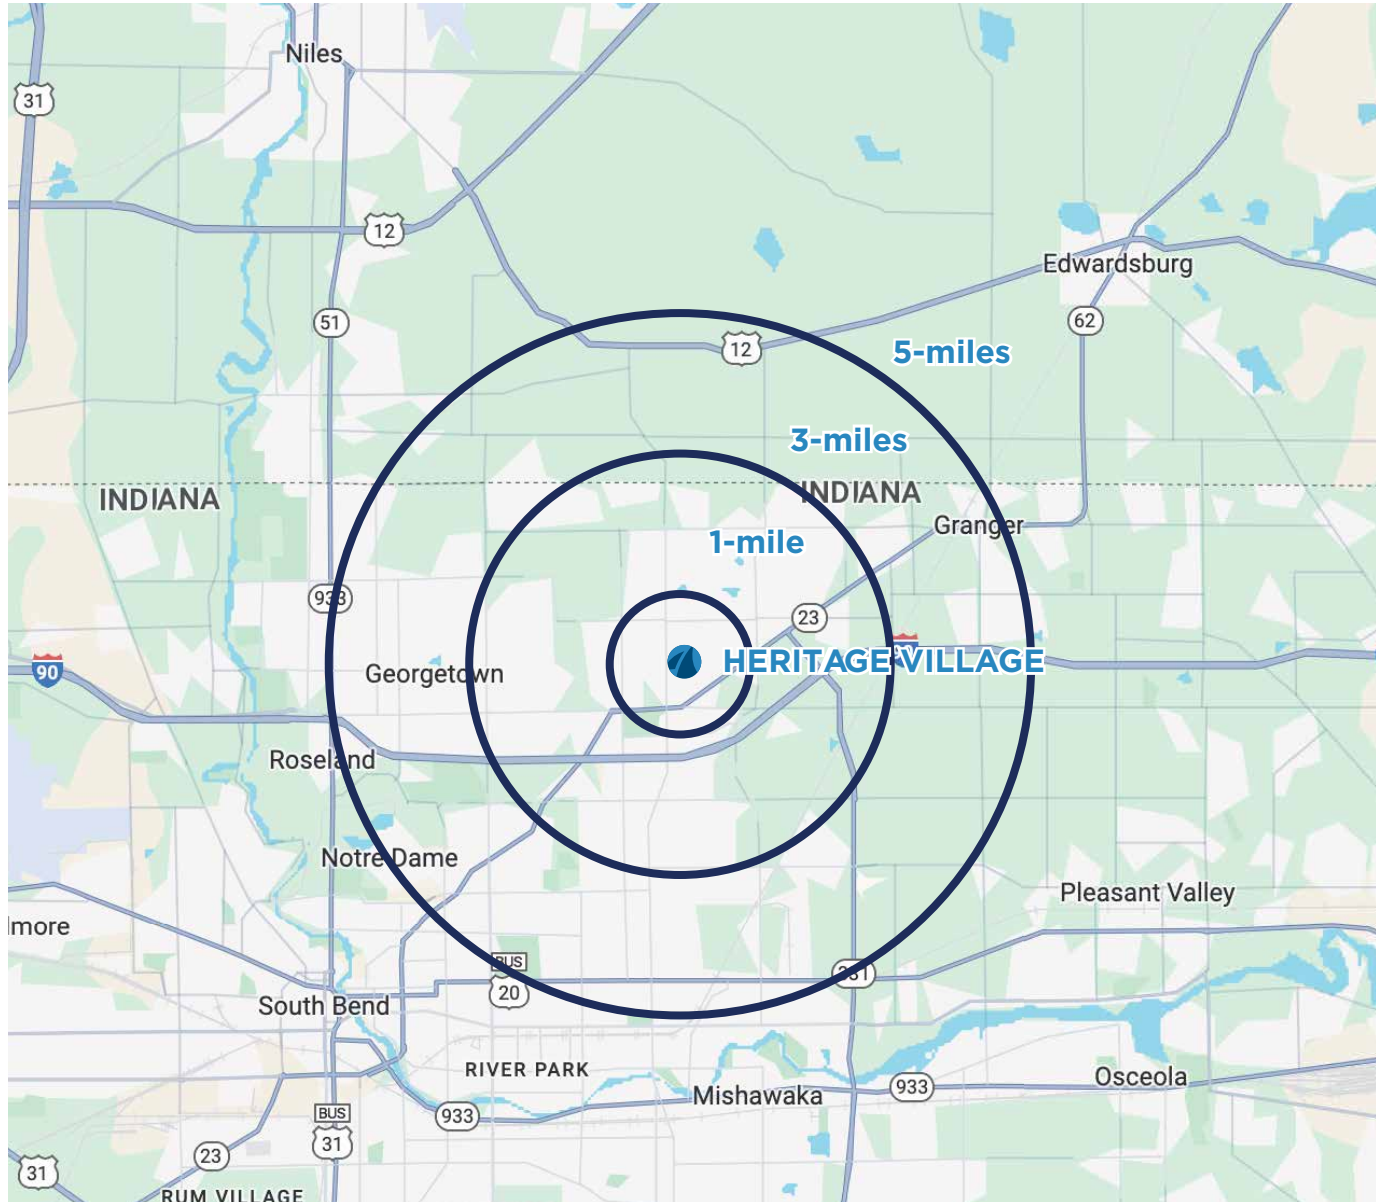 Niles
31
12
Edwardsburg
51
62
12
5-miles
3-miles
INDIANA
INDIANA
Granger
1-mile
933
23
HERITAGE VILLAGE
90
Georgetown
Roseland
Notre Dame
Pleasant Valley
lmore
BUS
20
331
South Bend
RIVER PARK
Osceola
933
Mishawaka
BUS
933
31
23
31
RUM VILLAGE